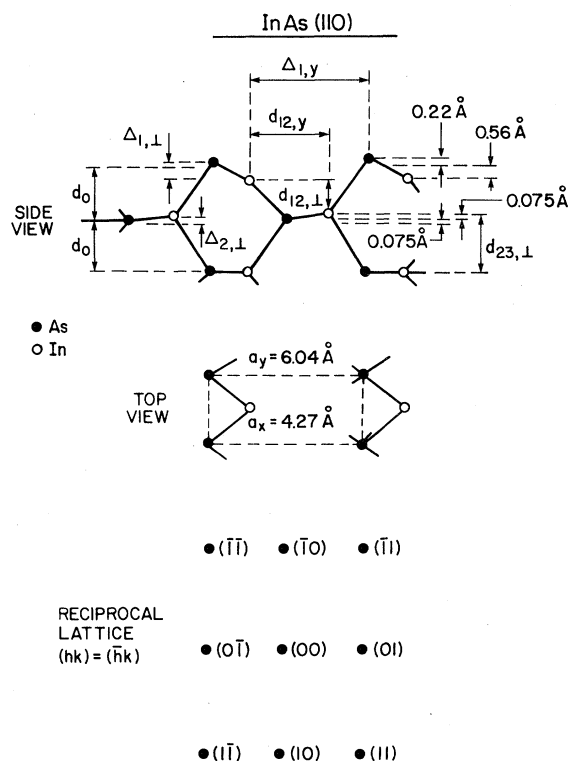 InAs (110)
Δ1,y
d12,y
0.22 Å
0.56 Å
Δ1,⊥
d0
d12,⊥
0.075 Å
SIDE
VIEW
d0
Δ2,⊥
0.075 Å
d23,⊥
● As
○ In
ay = 6.04 Å
TOP
VIEW
ax = 4.27 Å
(1̄1̄) (1̄0) (1̄1)
RECIPROCAL
LATTICE
(hk) = (h̄k)
(01̄) (00) (01)
(11̄) (10) (11)